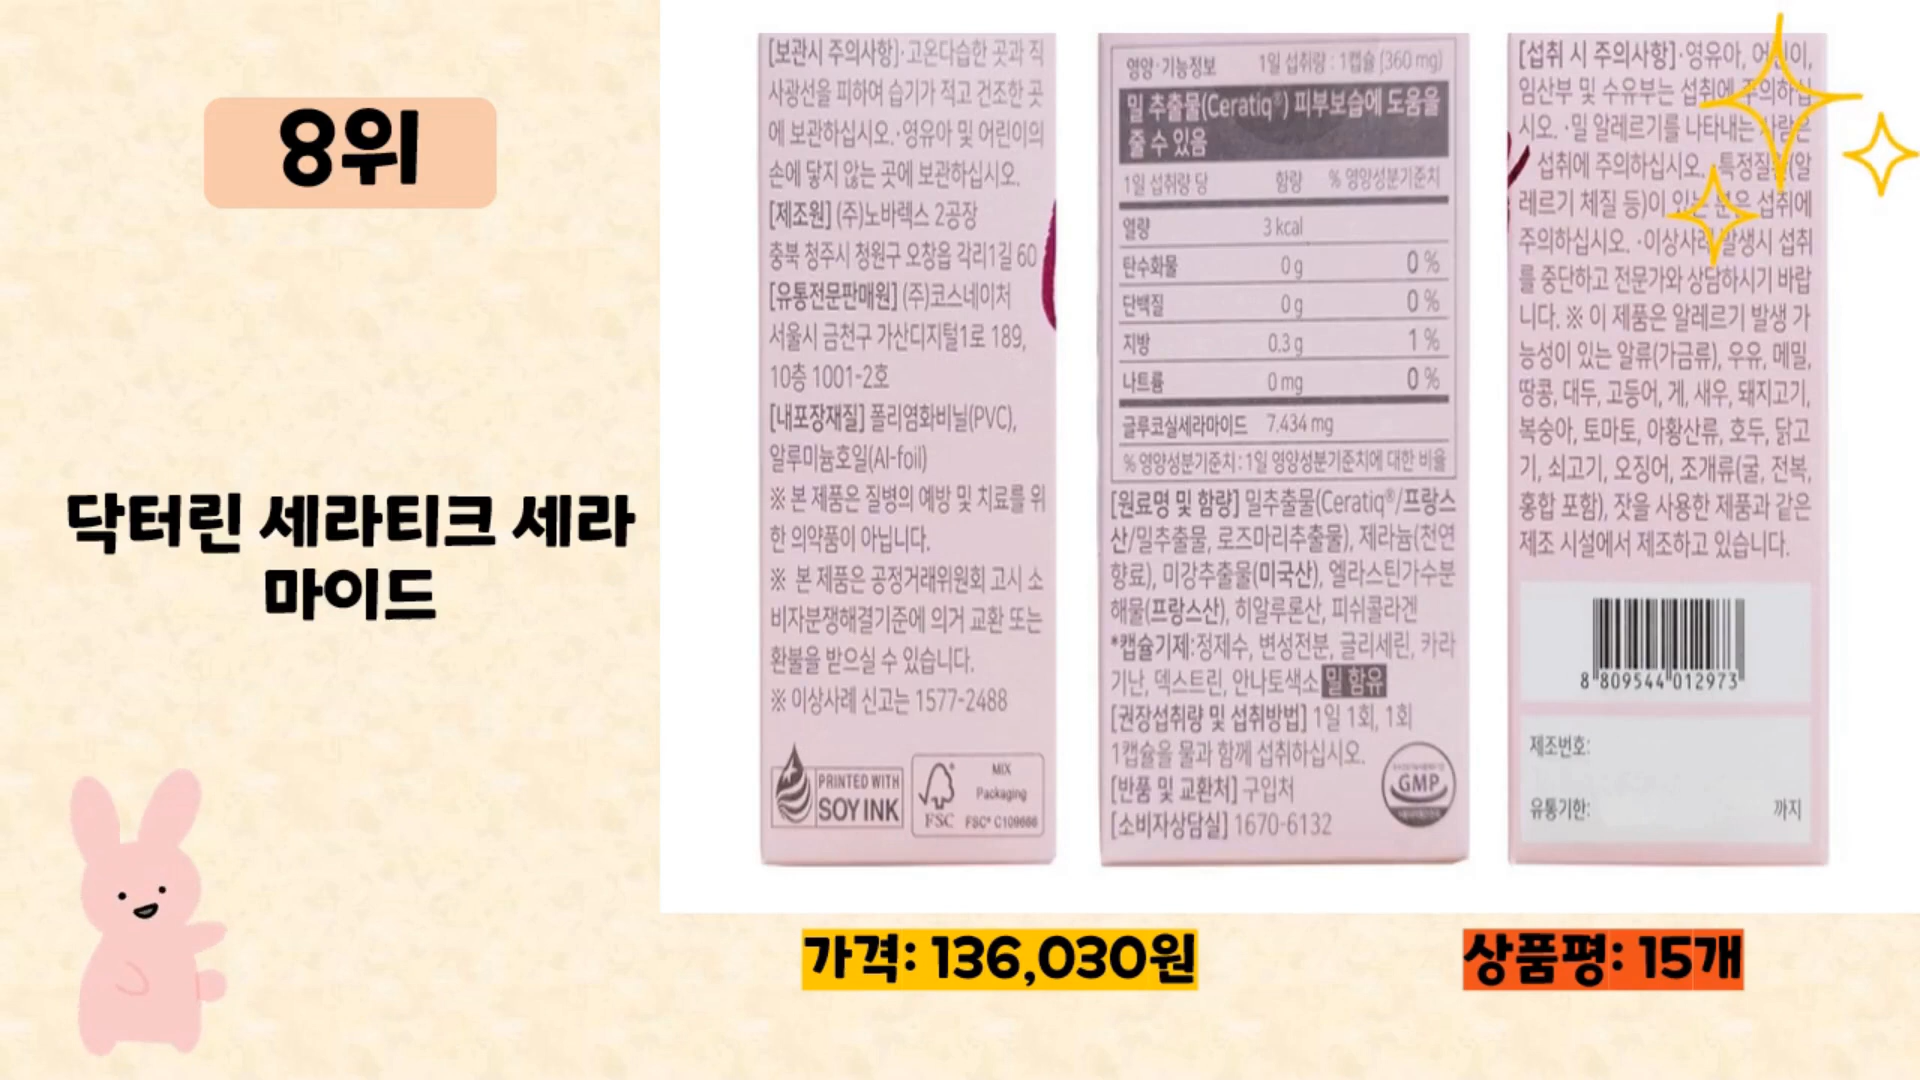 8위
닥터린 세라티크 세라
마이드
[보관시 주의사항]·고온다습한 곳과 직
사광선을 피하여 습기가 적고 건조한 곳
에 보관하십시오.·영유아 및 어린이의
손에 닿지 않는 곳에 보관하십시오.
[제조원] (주)노바렉스 2공장
충북 청주시 청원구 오창읍 각리1길 60
[유통전문판매원] (주)코스네이처
서울시 금천구 가산디지털1로 189,
10층 1001-2호
[내포장재질] 폴리염화비닐(PVC),
알루미늄호일(Al-foil)
※ 본 제품은 질병의 예방 및 치료를 위
한 의약품이 아닙니다.
※ 본 제품은 공정거래위원회 고시 소
비자분쟁해결기준에 의거 교환 또는
환불을 받으실 수 있습니다.
※ 이상사례 신고는 1577-2488
PRINTED WITH
SOY INK
FSC
MIX
Packaging
FSC® C109666
영양·기능정보 1일 섭취량 : 1캡슐 (360 mg)
밀 추출물(Ceratiq®) 피부보습에 도움을
줄 수 있음
1일 섭취량 당 함량 % 영양성분기준치
열량 3 kcal
탄수화물 0 g 0 %
단백질 0 g 0 %
지방 0.3 g 1 %
나트륨 0 mg 0 %
글루코실세라마이드 7.434 mg
% 영양성분기준치 : 1일 영양성분기준치에 대한 비율
[원료명 및 함량] 밀추출물(Ceratiq®/프랑스
산/밀추출물, 로즈마리추출물), 제라늄(천연
향료), 미강추출물(미국산), 엘라스틴가수분
해물(프랑스산), 히알루론산, 피쉬콜라겐
*캡슐기제:정제수, 변성전분, 글리세린, 카라
기난, 덱스트린, 안나토색소 밀 함유
[권장섭취량 및 섭취방법] 1일 1회, 1회
1캡슐을 물과 함께 섭취하십시오.
[반품 및 교환처] 구입처
[소비자상담실] 1670-6132
GMP
[섭취 시 주의사항]·영유아, 어린이,
임산부 및 수유부는 섭취에 주의하십
시오. ·밀 알레르기를 나타내는 사람은
섭취에 주의하십시오. ·특정질환(알
레르기 체질 등)이 있는 분은 섭취에
주의하십시오. ·이상사례 발생시 섭취
를 중단하고 전문가와 상담하시기 바랍
니다. ※ 이 제품은 알레르기 발생 가
능성이 있는 알류(가금류), 우유, 메밀,
땅콩, 대두, 고등어, 게, 새우, 돼지고기,
복숭아, 토마토, 아황산류, 호두, 닭고
기, 쇠고기, 오징어, 조개류(굴, 전복,
홍합 포함), 잣을 사용한 제품과 같은
제조 시설에서 제조하고 있습니다.
8 809544 012973
제조번호:
유통기한: 까지
가격: 136,030원
상품평: 15개